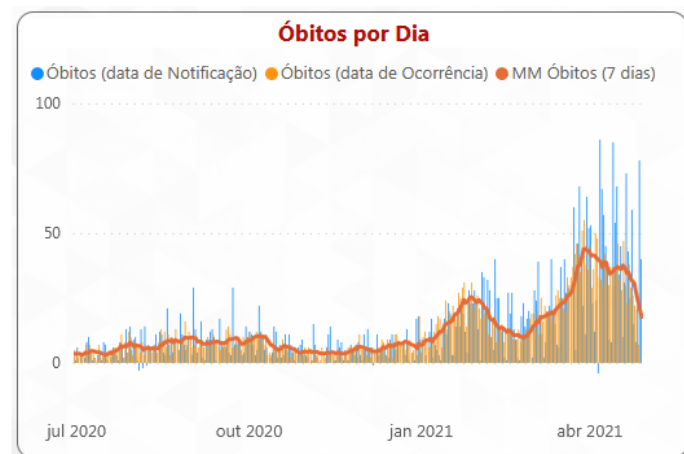 Óbitos por Dia
Óbitos (data de Notificação) Óbitos (data de Ocorrência) MM Óbitos (7 dias)
100
50
0
jul 2020 out 2020 jan 2021 abr 2021